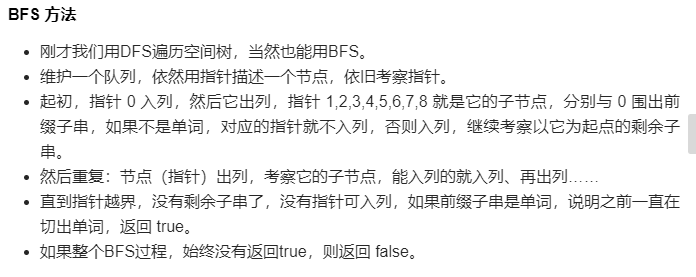 BFS 方法
刚才我们用DFS遍历空间树，当然也能用BFS。
维护一个队列，依然用指针描述一个节点，依旧考察指针。
起初，指针 0 入列，然后它出列，指针 1,2,3,4,5,6,7,8 就是它的子节点，分别与 0 围出前
缀子串，如果不是单词，对应的指针就不入列，否则入列，继续考察以它为起点的剩余子
串。
然后重复：节点（指针）出列，考察它的子节点，能入列的就入列、再出列……
直到指针越界，没有剩余子串了，没有指针可入列，如果前缀子串是单词，说明之前一直在
切出单词，返回 true。
如果整个BFS过程，始终没有返回true，则返回 false。